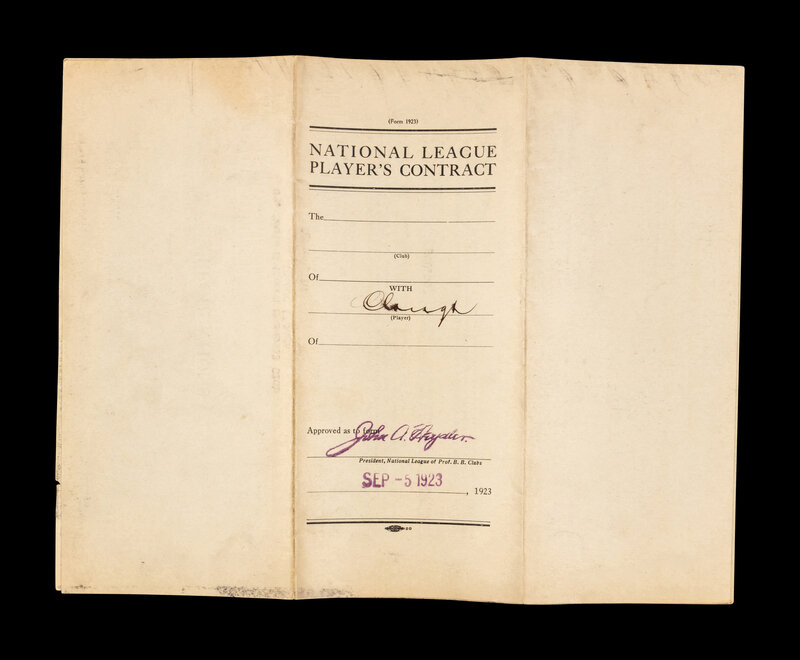 (Form 1923)
NATIONAL LEAGUE
PLAYER'S CONTRACT
The
(Club)
Of
WITH
Clough
(Player)
Of
Approved as to form
John A. Heydler.
President, National League of Prof. B. B. Clubs
SEP -5 1923
, 1923